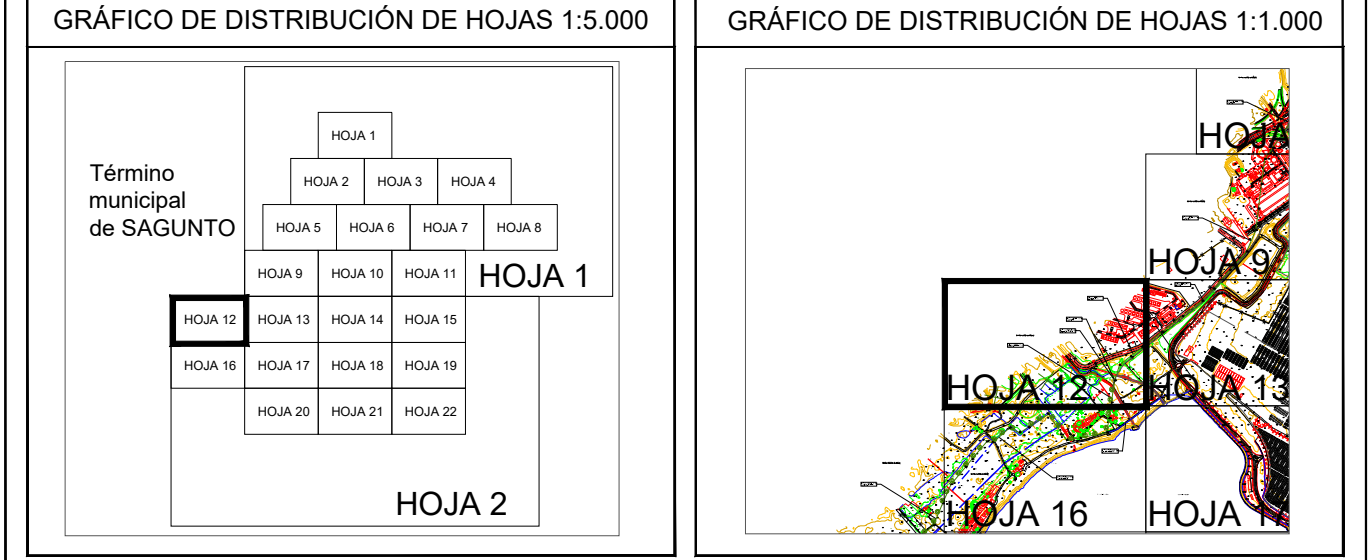 GRÁFICO DE DISTRIBUCIÓN DE HOJAS 1:5.000
HOJA 1
Término
municipal
de SAGUNTO
HOJA 2 HOJA 3 HOJA 4
HOJA 5 HOJA 6 HOJA 7 HOJA 8
HOJA 9 HOJA 10 HOJA 11 HOJA 1
HOJA 12 HOJA 13 HOJA 14 HOJA 15
HOJA 16 HOJA 17 HOJA 18 HOJA 19
HOJA 20 HOJA 21 HOJA 22
HOJA 2
GRÁFICO DE DISTRIBUCIÓN DE HOJAS 1:1.000
HOJA
HOJA 9
HOJA 12 HOJA 13
HOJA 16 HOJA 17